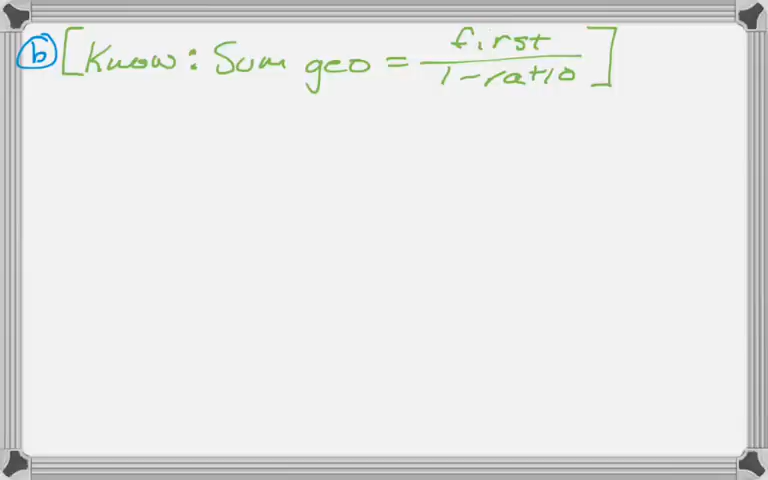 b [Know: Sum geo = first / 1-ratio]